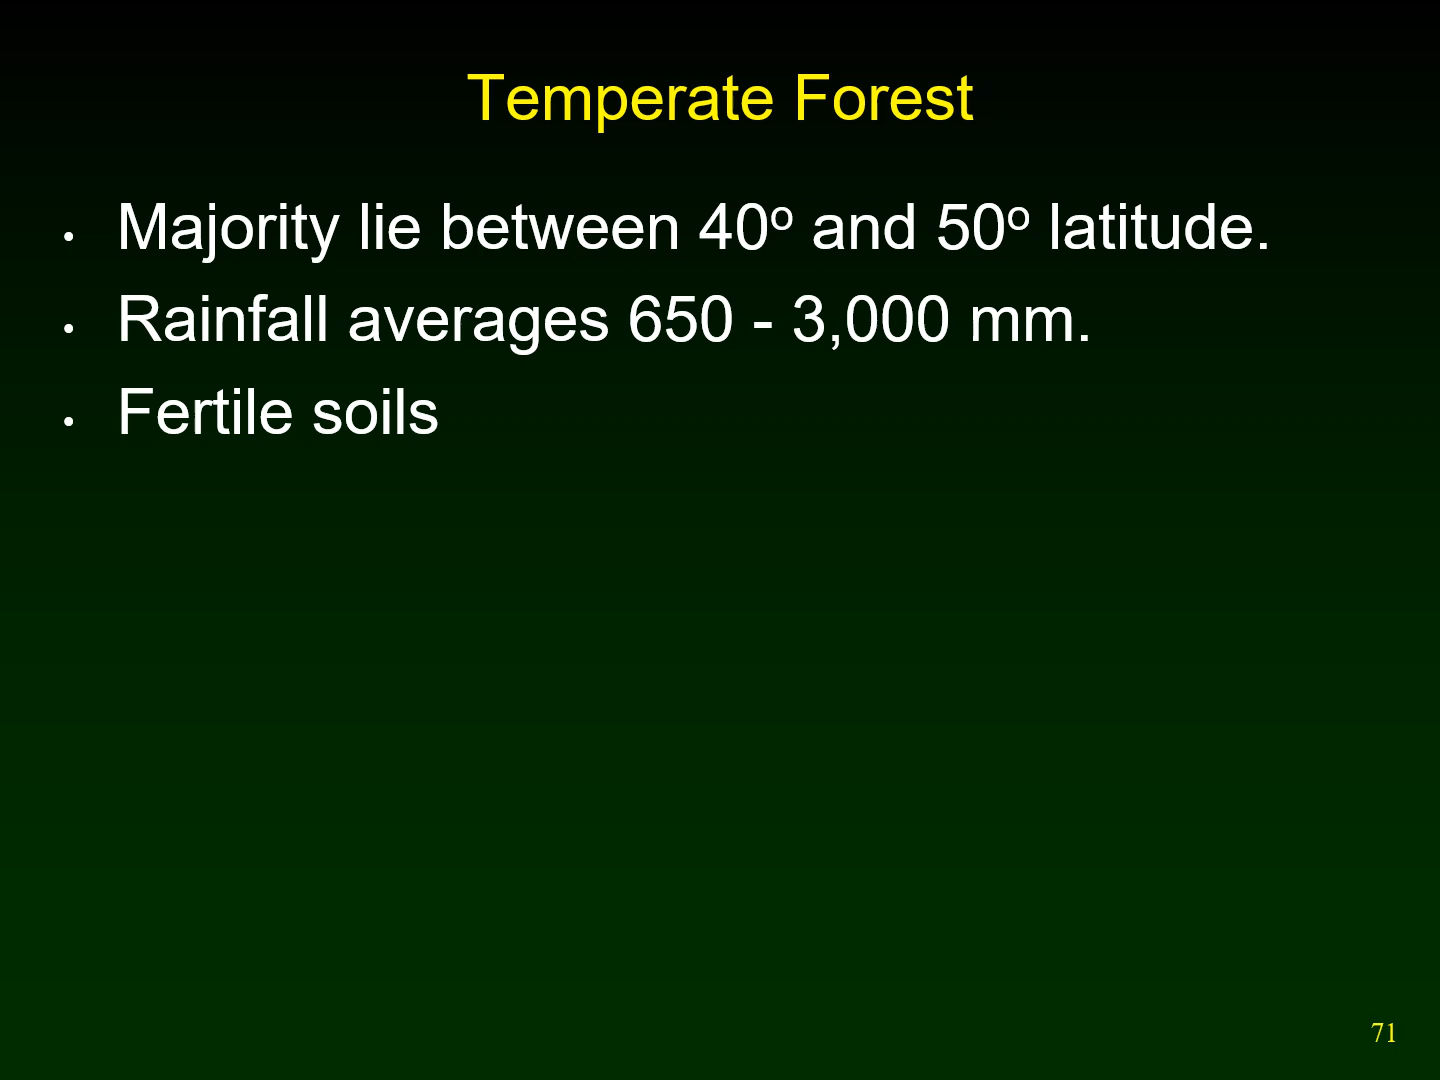 Temperate Forest
• Majority lie between 40º and 50º latitude.
• Rainfall averages 650 - 3,000 mm.
• Fertile soils
71